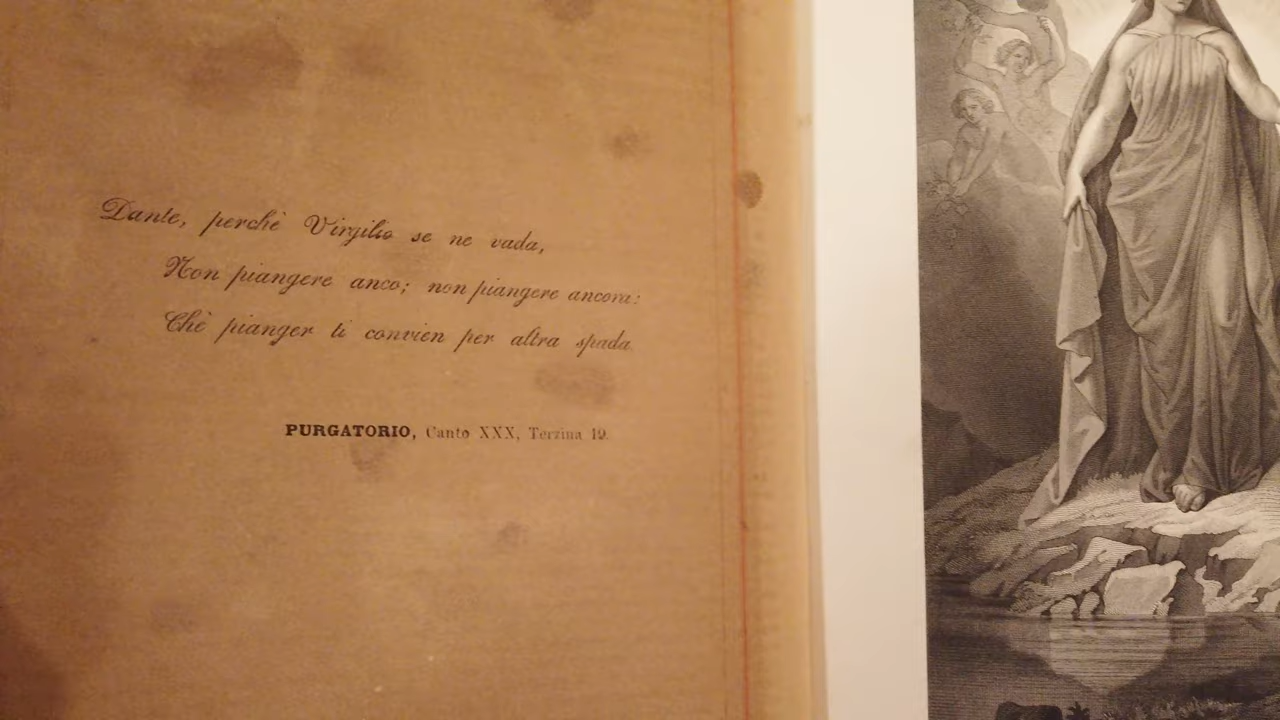 Dante, perchè Virgilio se ne vada,
Non piangere anco; non piangere ancora:
Chè pianger ti convien per altra spada
PURGATORIO, Canto XXX, Terzina 19.